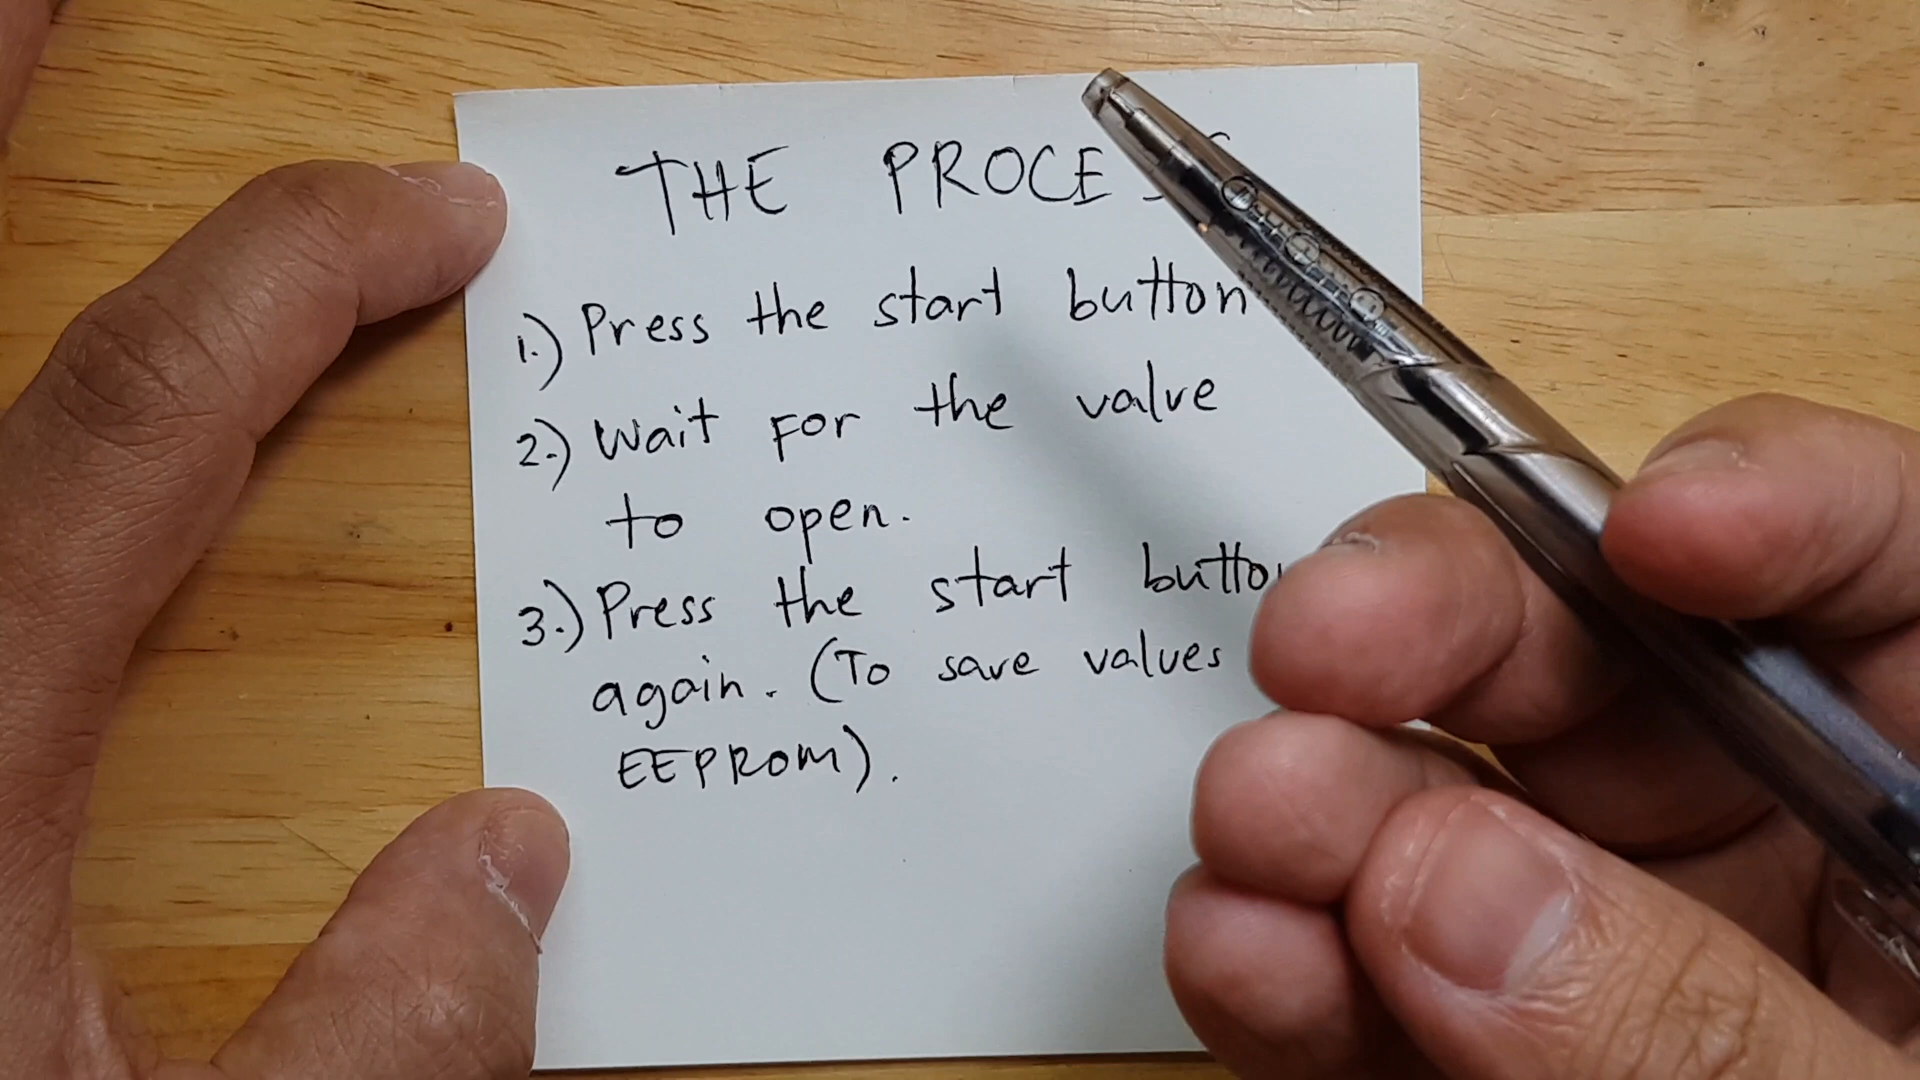 THE PROCES
1.) Press the start button
2.) Wait For the valve
to open.
3.) Press the start butto
again. (To save values
EEPROM).